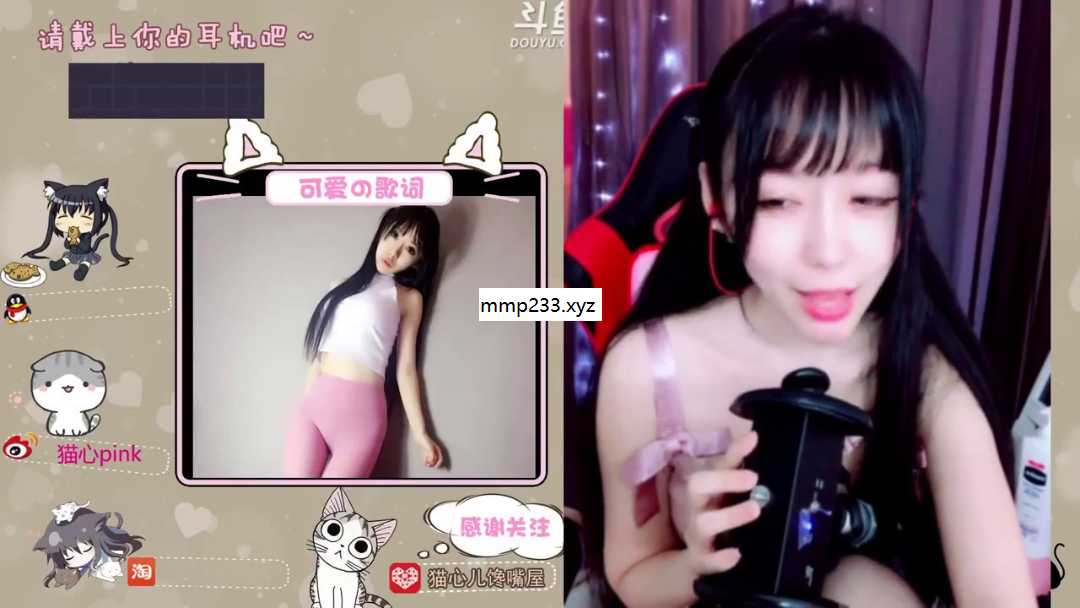 请戴上你的耳机吧~
斗鱼
DOUYU.C
可爱の歌词
mmp233.xyz
猫心pink
感谢关注
淘
猫心儿馋嘴屋